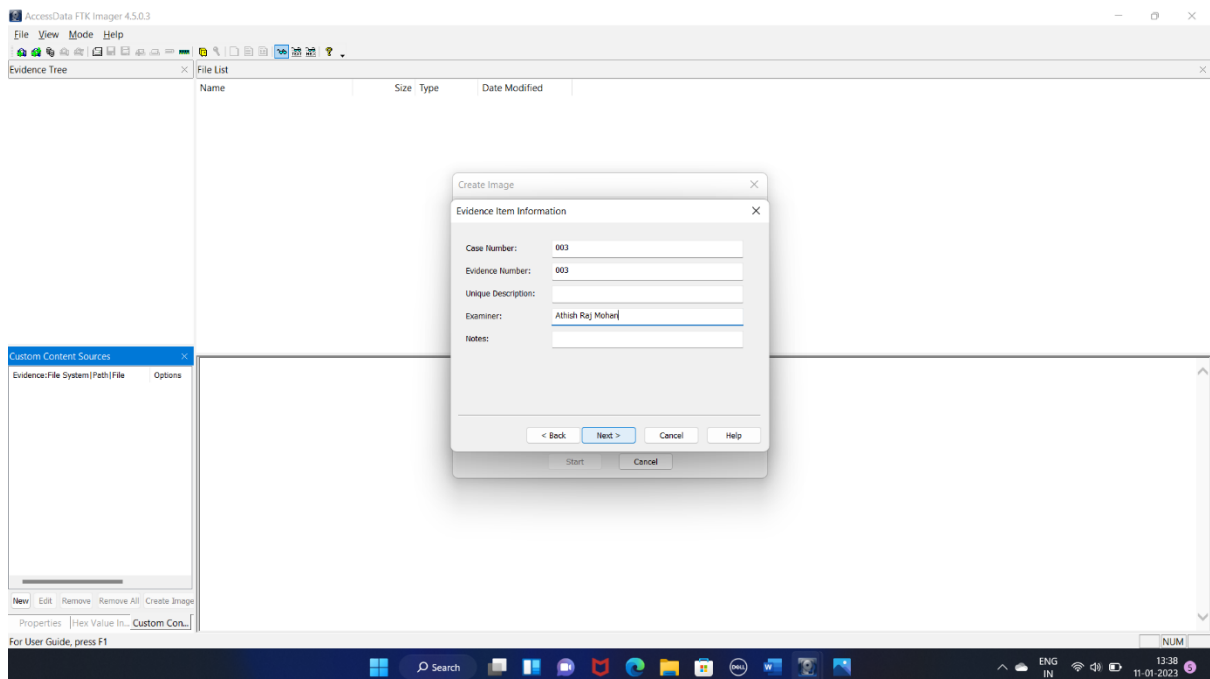 AccessData FTK Imager 4.5.0.3
File View Mode Help
Evidence Tree
File List
Name Size Type Date Modified
Create Image
Evidence Item Information
Case Number: 003
Evidence Number: 003
Unique Description:
Examiner: Athish Raj Mohan
Notes:
< Back Next > Cancel Help
Start Cancel
Custom Content Sources
Evidence:File System|Path|File Options
New Edit Remove Remove All Create Image
Properties Hex Value In... Custom Con...
For User Guide, press F1
NUM
Search
DELL
ENG
IN
13:38
11-01-2023
5